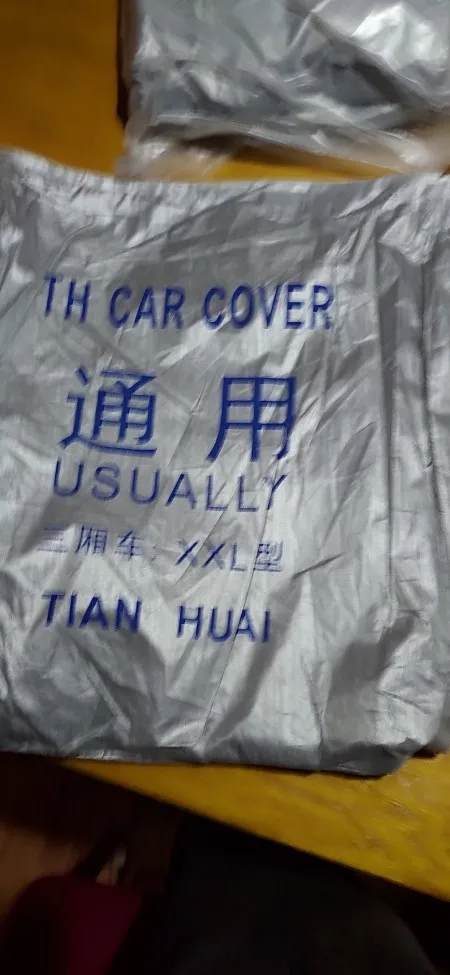 TH CAR COVER
通用
USUALLY
三厢车: XXL型
TIAN HUAI